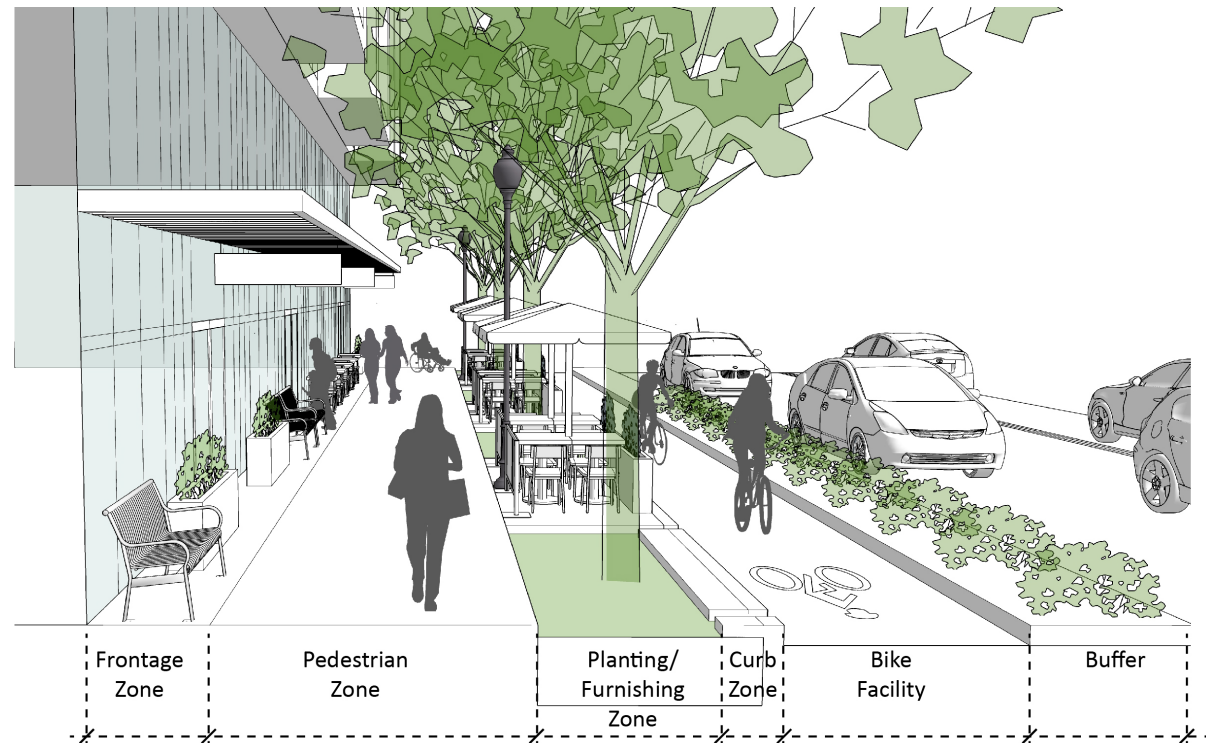 Frontage
Zone
Pedestrian
Zone
Planting/
Furnishing
Zone
Curb
Zone
Bike
Facility
Buffer